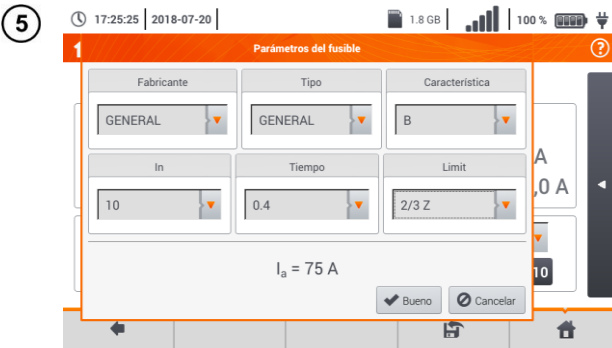 5
17:25:25 2018-07-20 1.8 GB 100 %
Parámetros del fusible
?
Fabricante Tipo Característica
GENERAL GENERAL B
In Tiempo Limit
10 0.4 2/3 Z
A
,0 A
Ia = 75 A
10
Bueno Cancelar